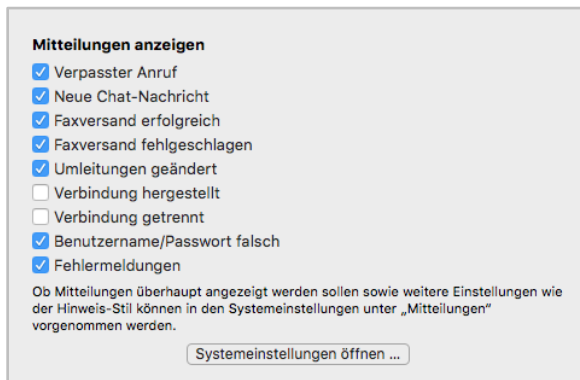 Mitteilungen anzeigen
Verpasster Anruf
Neue Chat-Nachricht
Faxversand erfolgreich
Faxversand fehlgeschlagen
Umleitungen geändert
Verbindung hergestellt
Verbindung getrennt
Benutzername/Passwort falsch
Fehlermeldungen
Ob Mitteilungen überhaupt angezeigt werden sollen sowie weitere Einstellungen wie
der Hinweis-Stil können in den Systemeinstellungen unter „Mitteilungen"
vorgenommen werden.
Systemeinstellungen öffnen ...